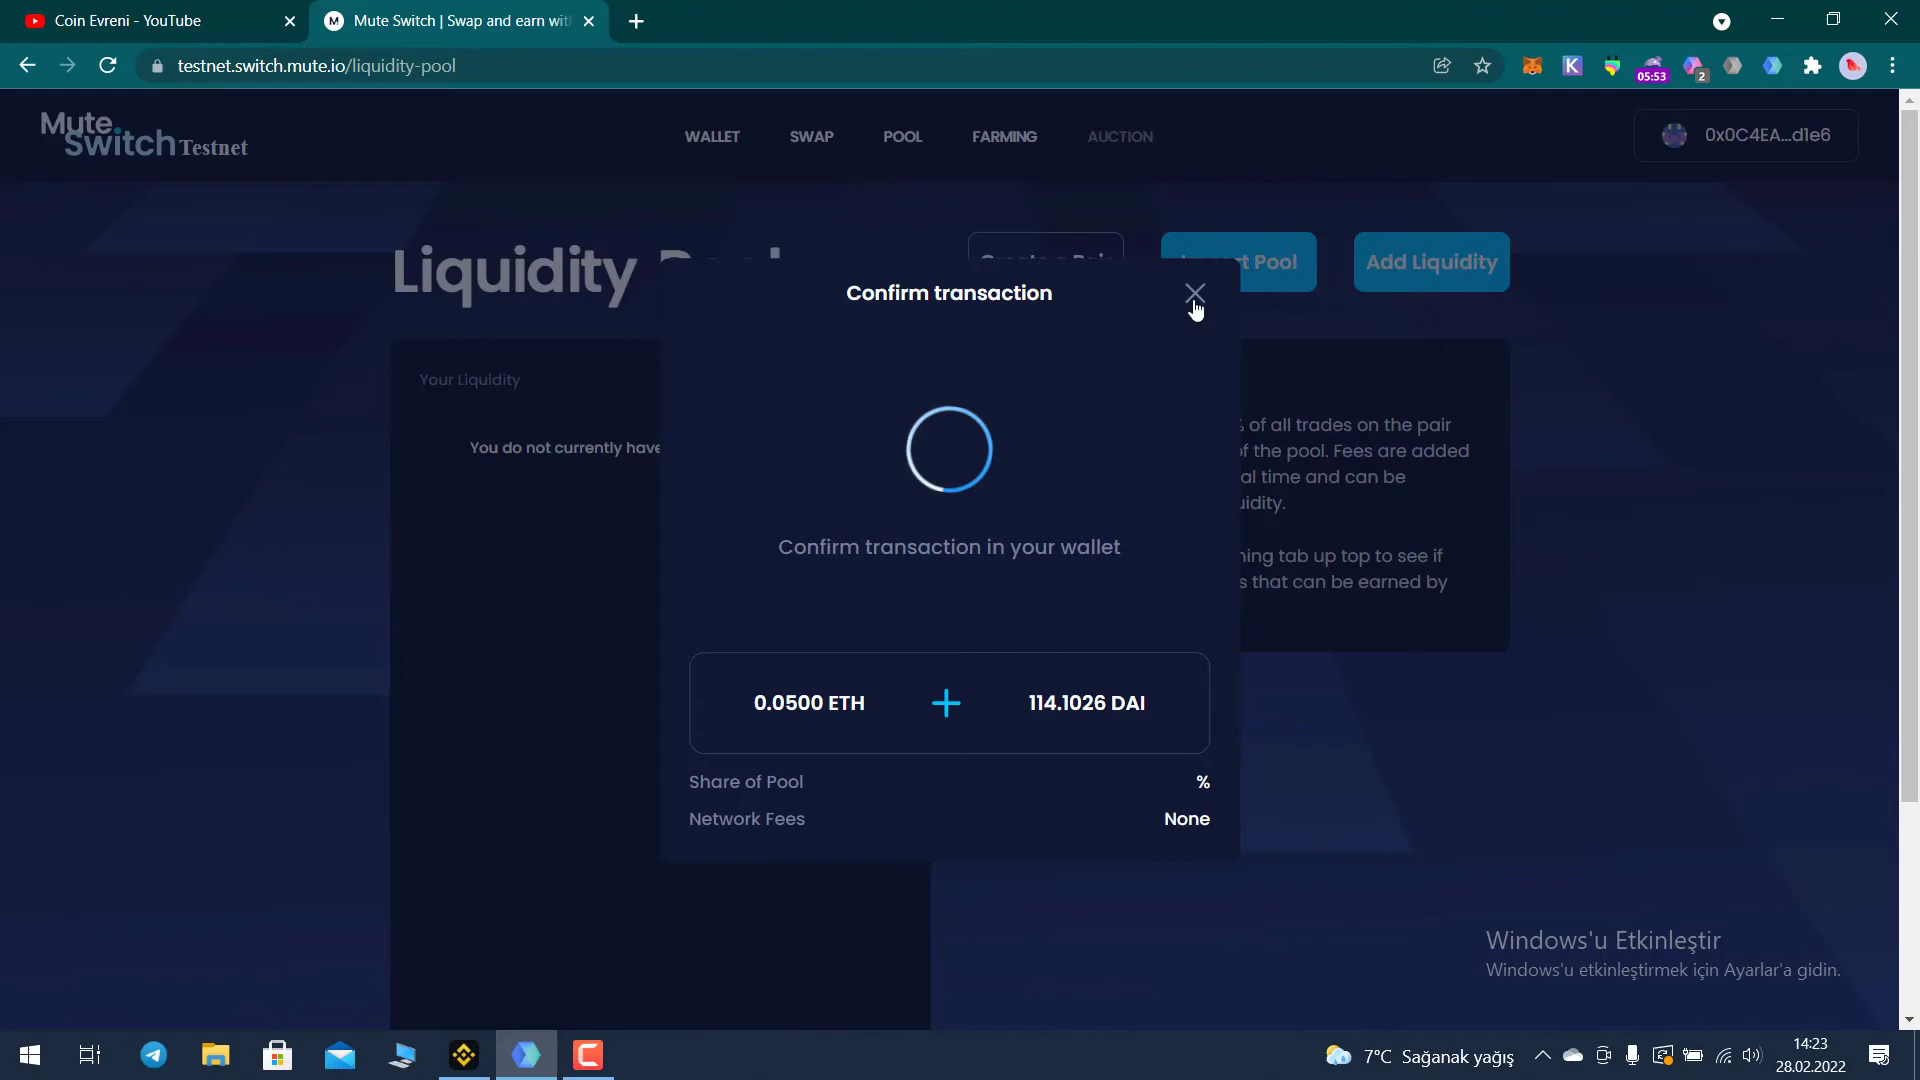 Coin Evreni - YouTube
M
Mute Switch | Swap and earn wit
testnet.switch.mute.io/liquidity-pool
K
05:53
2
Mute.
Switch Testnet
WALLET
SWAP
POOL
FARMING
AUCTION
0x0C4EA...d1e6
Liquidity
Pool
Add Liquidity
Confirm transaction
Your Liquidity
You do not currently have
of all trades on the pair
of the pool. Fees are added
al time and can be
uidity.
ning tab up top to see if
s that can be earned by
Confirm transaction in your wallet
0.0500 ETH
+
114.1026 DAI
Share of Pool
%
Network Fees
None
Windows'u Etkinleştir
Windows'u etkinleştirmek için Ayarlar'a gidin.
7°C Sağanak yağış
14:23
28.02.2022